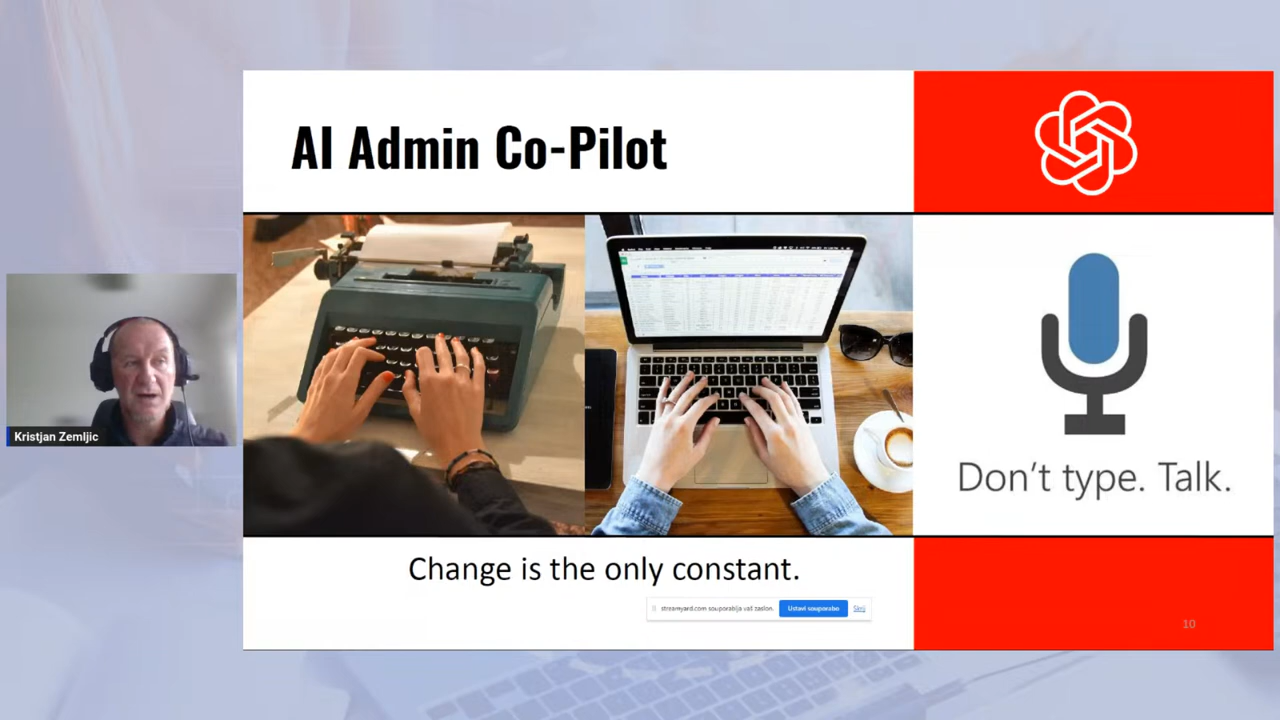 AI Admin Co-Pilot
Don't type. Talk.
Kristjan Zemljic
Change is the only constant.
streamyard.com souporablja vaš zaslon.
Ustavi souporabo
Skrij
10